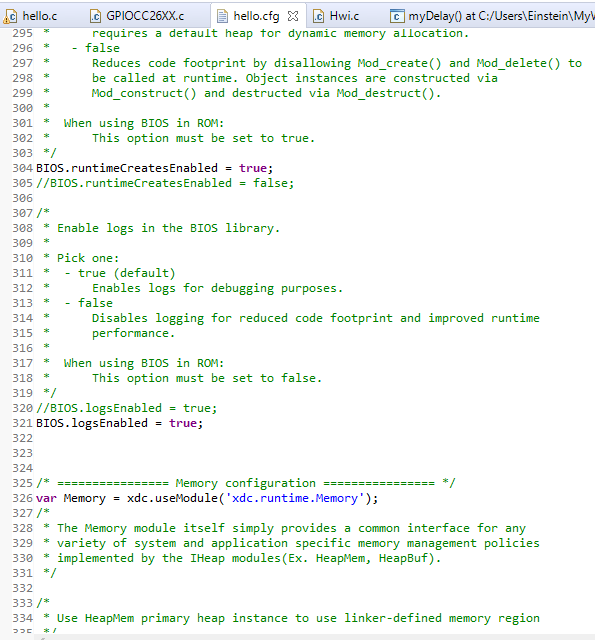 hello.c GPIOCC26XX.c hello.cfg Hwi.c myDelay() at C:/Users/Einstein/MyW
295 * requires a default heap for dynamic memory allocation.
296 * - false
297 * Reduces code footprint by disallowing Mod_create() and Mod_delete() to
298 * be called at runtime. Object instances are constructed via
299 * Mod_construct() and destructed via Mod_destruct().
300 *
301 * When using BIOS in ROM:
302 * This option must be set to true.
303 */
304 BIOS.runtimeCreatesEnabled = true;
305 //BIOS.runtimeCreatesEnabled = false;
306
307 /*
308 * Enable logs in the BIOS library.
309 *
310 * Pick one:
311 * - true (default)
312 * Enables logs for debugging purposes.
313 * - false
314 * Disables logging for reduced code footprint and improved runtime
315 * performance.
316 *
317 * When using BIOS in ROM:
318 * This option must be set to false.
319 */
320 //BIOS.logsEnabled = true;
321 BIOS.logsEnabled = true;
322
323
324
325 /* ================ Memory configuration ================ */
326 var Memory = xdc.useModule('xdc.runtime.Memory');
327 /*
328 * The Memory module itself simply provides a common interface for any
329 * variety of system and application specific memory management policies
330 * implemented by the IHeap modules(Ex. HeapMem, HeapBuf).
331 */
332
333 /*
334 * Use HeapMem primary heap instance to use linker-defined memory region
335 */